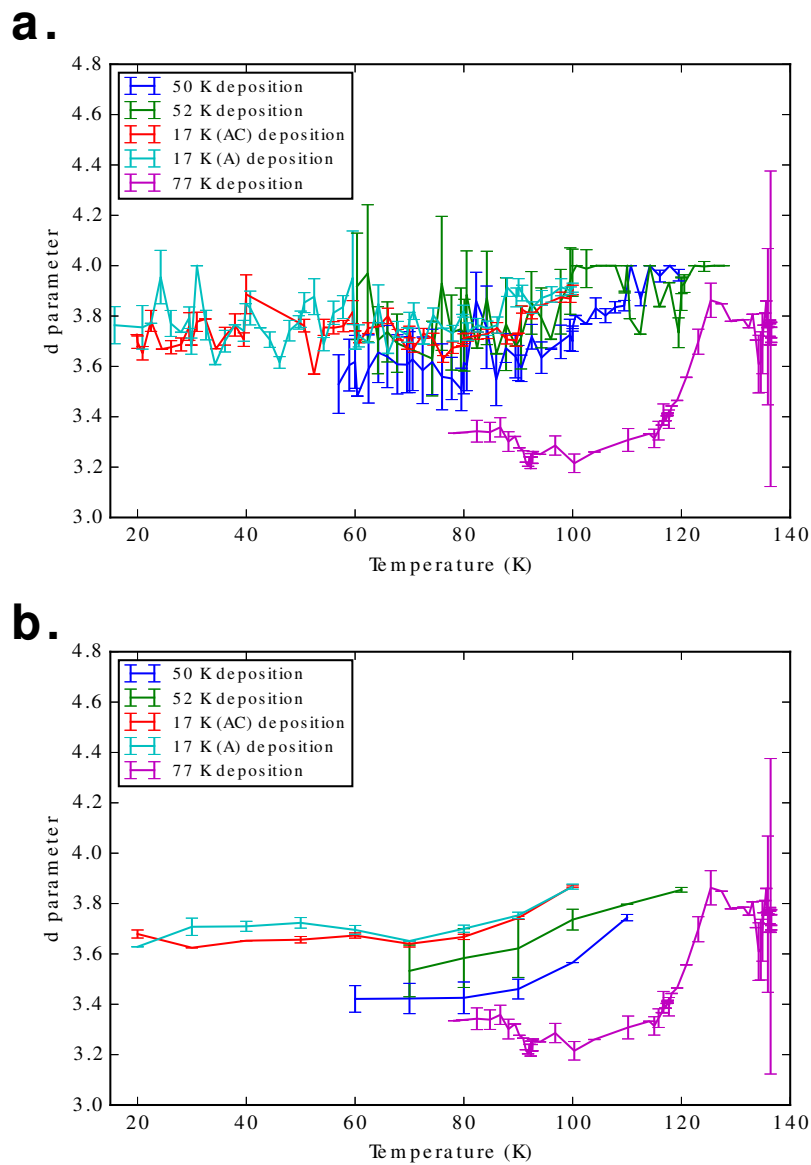 a.
4.8
4.6
4.4
4.2
4.0
3.8
3.6
3.4
3.2
3.0
d parameter
50 K deposition
52 K deposition
17 K (AC) deposition
17 K (A) deposition
77 K deposition
20 40 60 80 100 120 140
Temperature (K)
b.
4.8
4.6
4.4
4.2
4.0
3.8
3.6
3.4
3.2
3.0
d parameter
50 K deposition
52 K deposition
17 K (AC) deposition
17 K (A) deposition
77 K deposition
20 40 60 80 100 120 140
Temperature (K)